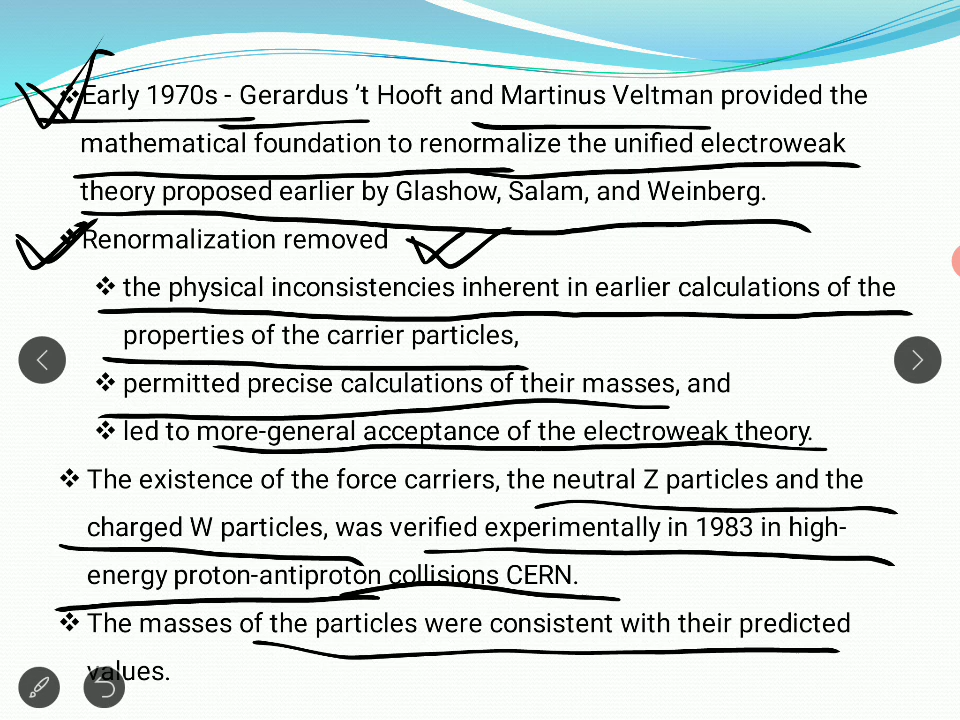 ❖Early 1970s - Gerardus ’t Hooft and Martinus Veltman provided the
mathematical foundation to renormalize the unified electroweak
theory proposed earlier by Glashow, Salam, and Weinberg.
❖Renormalization removed
❖ the physical inconsistencies inherent in earlier calculations of the
properties of the carrier particles,
❖ permitted precise calculations of their masses, and
❖ led to more-general acceptance of the electroweak theory.
❖ The existence of the force carriers, the neutral Z particles and the
charged W particles, was verified experimentally in 1983 in high-
energy proton-antiproton collisions CERN.
❖ The masses of the particles were consistent with their predicted
values.